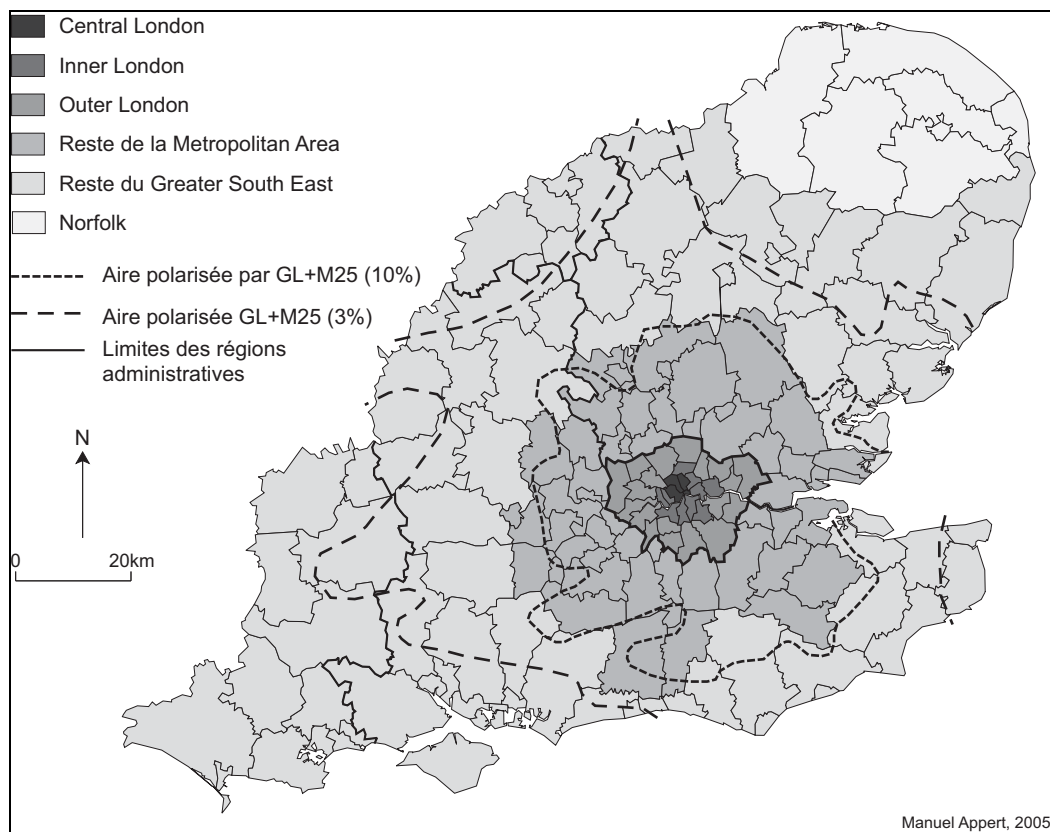 Central London
Inner London
Outer London
Reste de la Metropolitan Area
Reste du Greater South East
Norfolk
Aire polarisée par GL+M25 (10%)
Aire polarisée GL+M25 (3%)
Limites des régions
administratives
N
0 20km
Manuel Appert, 2005